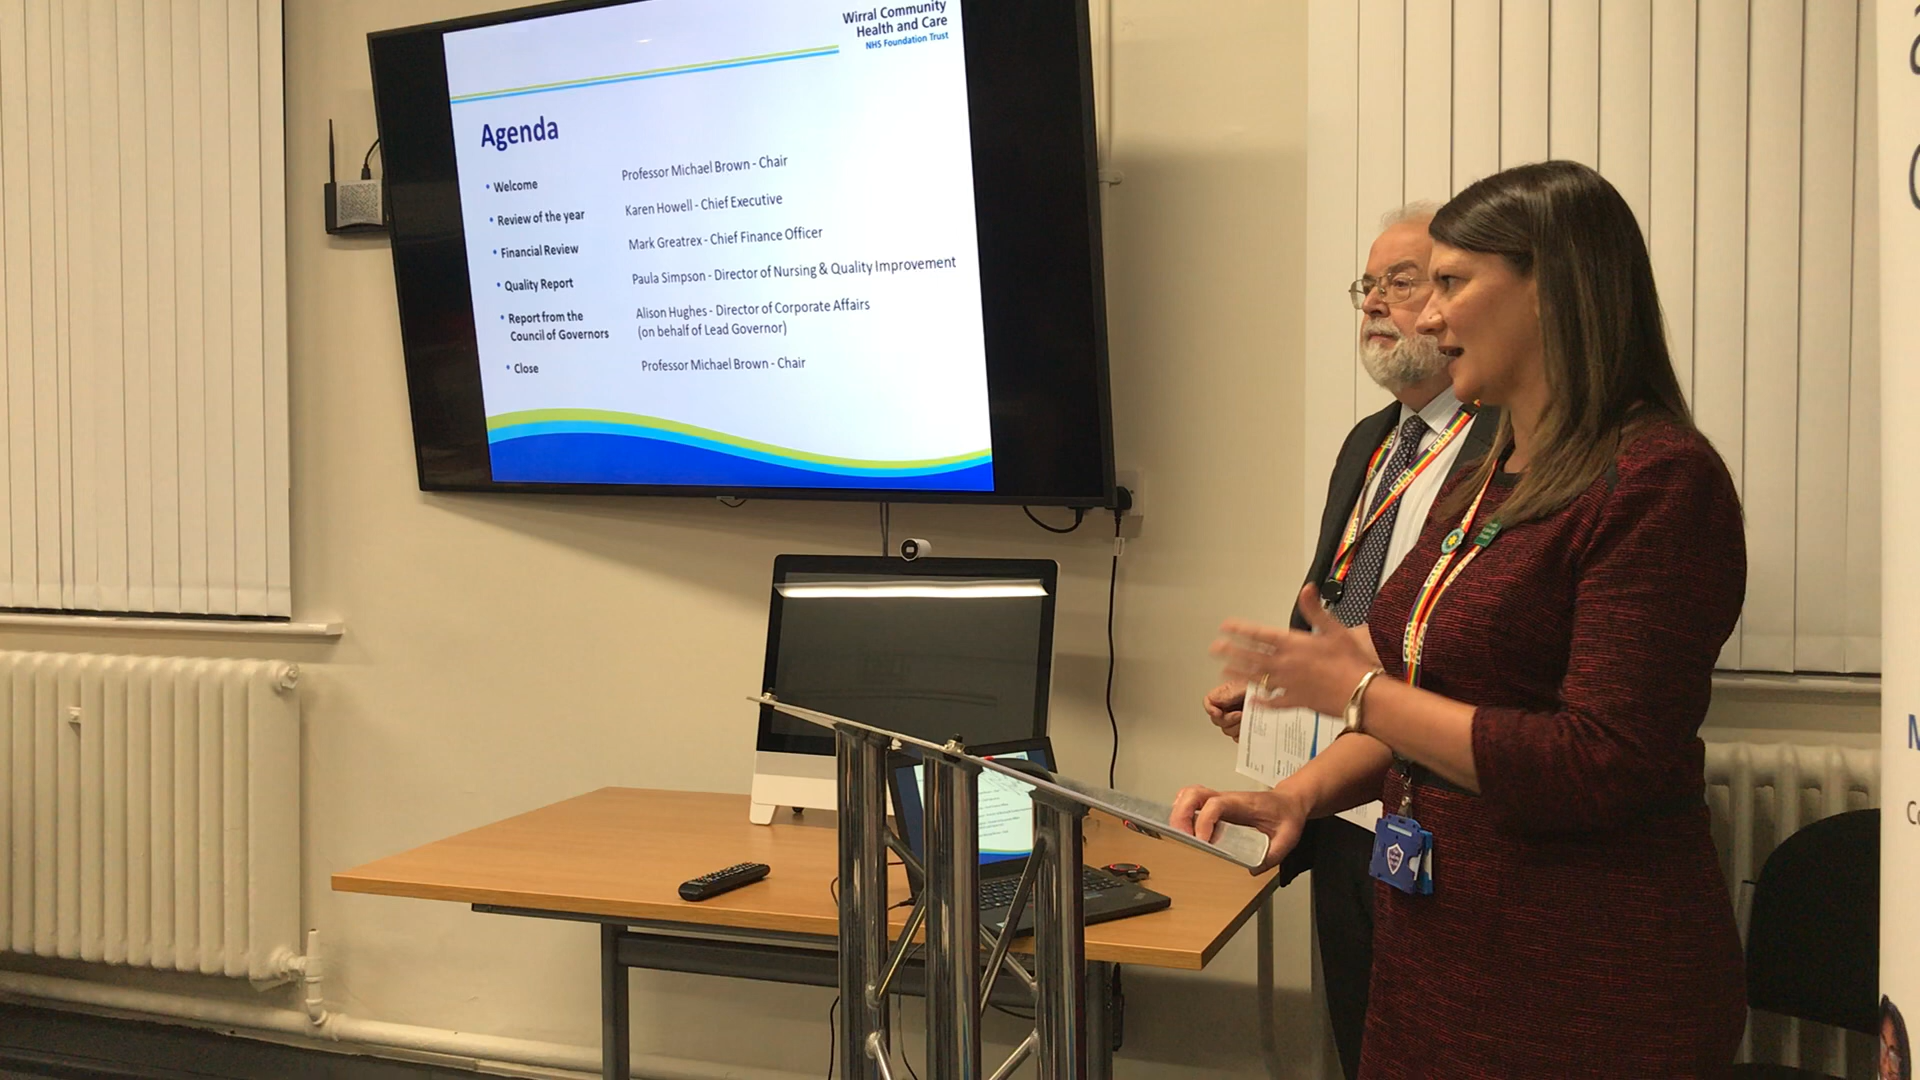 Wirral Community
Health and Care
NHS Foundation Trust
Agenda
• Welcome Professor Michael Brown - Chair
• Review of the year Karen Howell - Chief Executive
• Financial Review Mark Greatrex - Chief Finance Officer
• Quality Report Paula Simpson - Director of Nursing & Quality Improvement
• Report from the Alison Hughes - Director of Corporate Affairs
Council of Governors (on behalf of Lead Governor)
• Close Professor Michael Brown - Chair